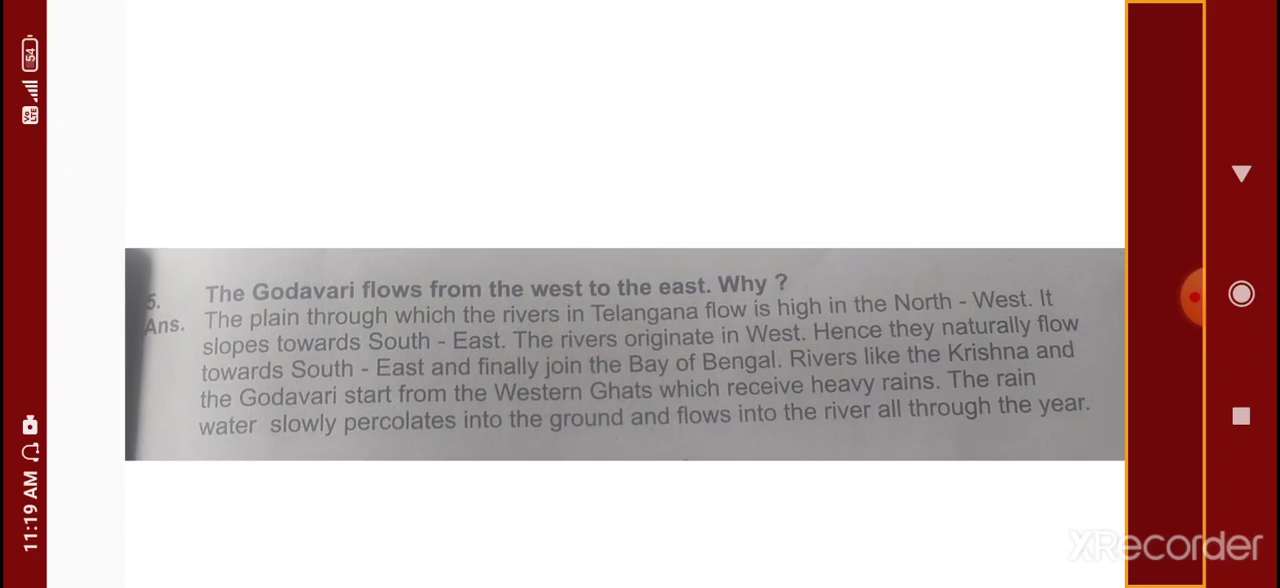 5. The Godavari flows from the west to the east. Why ?
Ans. The plain through which the rivers in Telangana flow is high in the North - West. It
slopes towards South - East. The rivers originate in West. Hence they naturally flow
towards South - East and finally join the Bay of Bengal. Rivers like the Krishna and
the Godavari start from the Western Ghats which receive heavy rains. The rain
water slowly percolates into the ground and flows into the river all through the year.
11:19 AM
Vo LTE
54
XRecorder